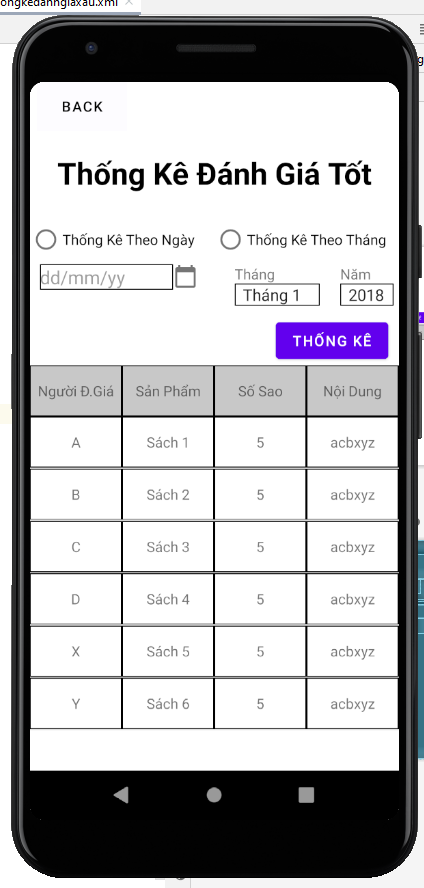 ongkedanhgiaxau.xml
BACK
Thống Kê Đánh Giá Tốt
Thống Kê Theo Ngày Thống Kê Theo Tháng
dd/mm/yy Tháng Năm
Tháng 1 2018
THỐNG KÊ
Người Đ.Giá Sản Phẩm Số Sao Nội Dung
A Sách 1 5 acbxyz
B Sách 2 5 acbxyz
C Sách 3 5 acbxyz
D Sách 4 5 acbxyz
X Sách 5 5 acbxyz
Y Sách 6 5 acbxyz